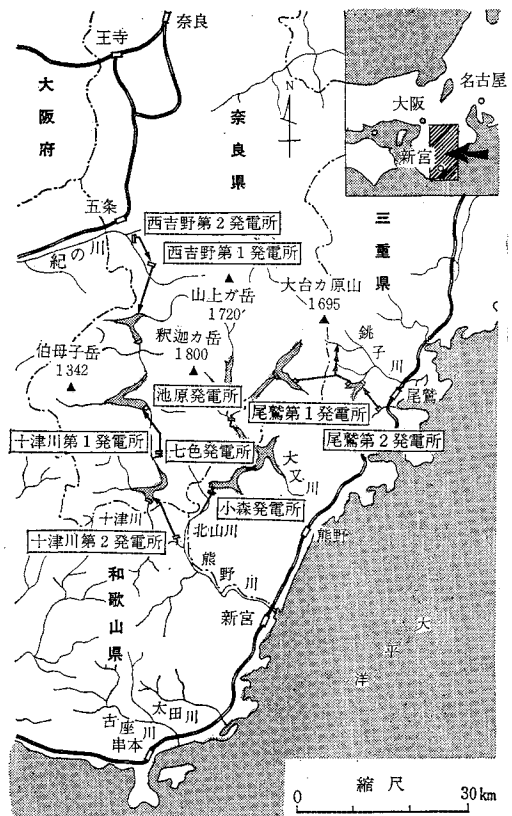 奈良
王寺
大阪府
奈良県
N
名古屋
大阪
新宮
三重県
五条
紀の川
西吉野第2発電所
西吉野第1発電所
山上ガ岳
1720
大台カ原山
1695
銚子川
伯母子岳
1342
釈迦カ岳
1800
池原発電所
尾鷲
尾鷲第1発電所
尾鷲第2発電所
十津川第1発電所
七色発電所
大又川
小森発電所
十津川
北山川
十津川第2発電所
熊野
熊野川
和歌山県
新宮
太平洋
太田川
古座川
串本
縮尺
0 30km